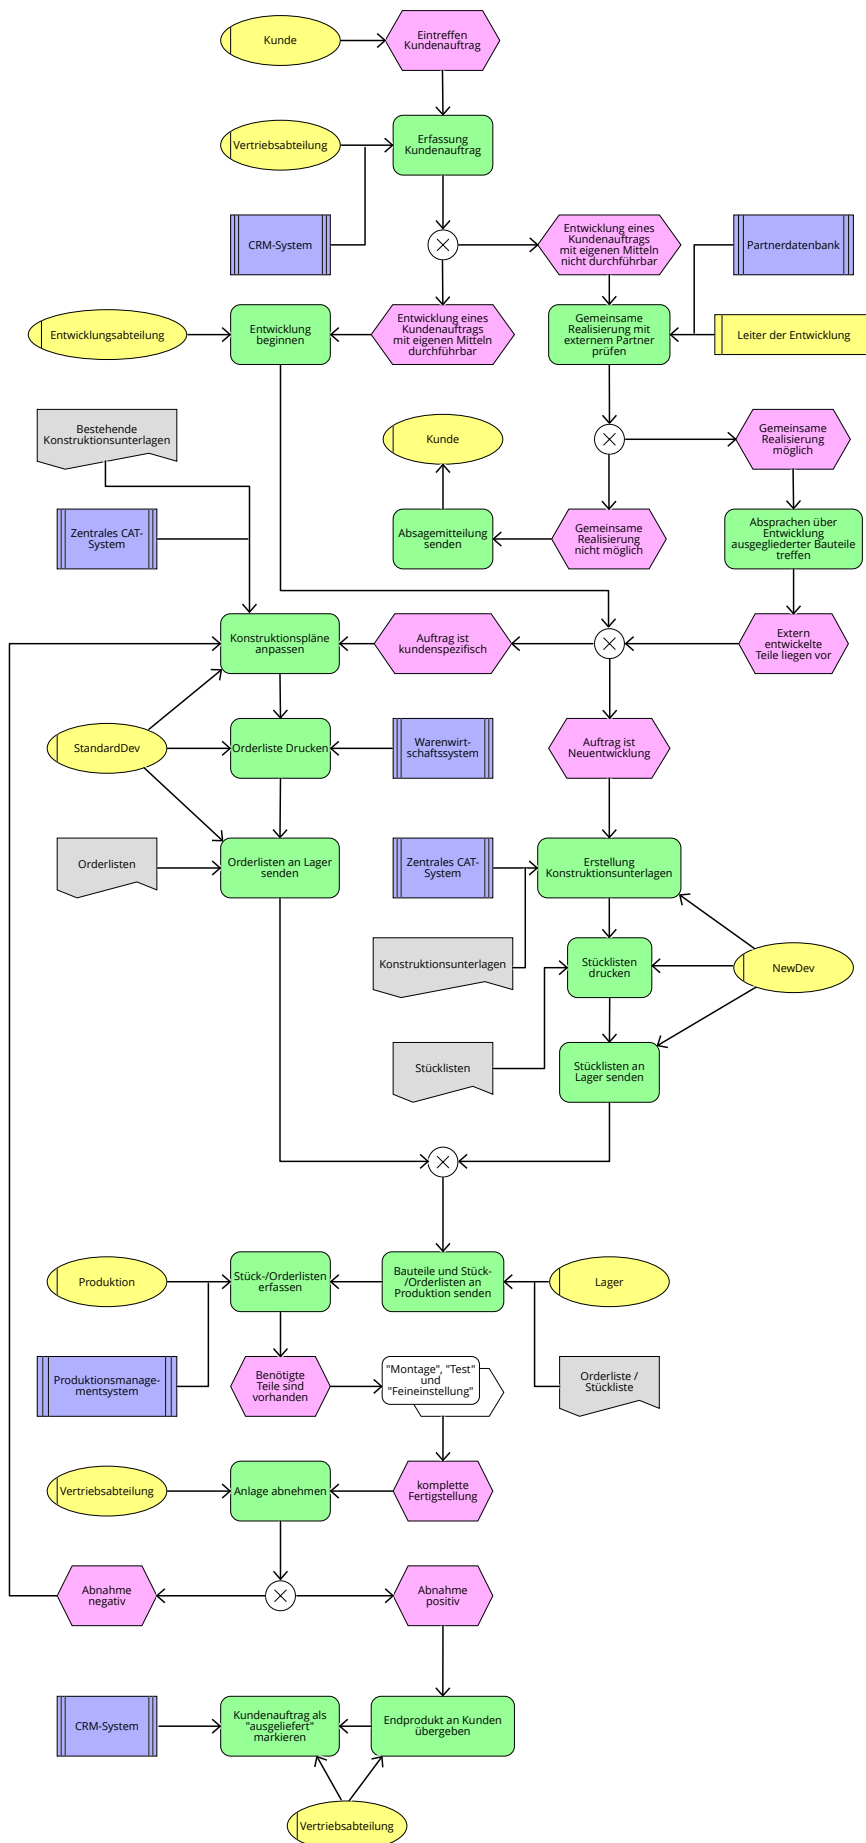 Kunde
Eintreffen
Kundenauftrag
Vertriebsabteilung
Erfassung
Kundenauftrag
CRM-System
Entwicklung eines
Kundenauftrags
mit eigenen Mitteln
nicht durchführbar
Partnerdatenbank
Entwicklungsabteilung
Entwicklung
beginnen
Entwicklung eines
Kundenauftrags
mit eigenen Mitteln
durchführbar
Gemeinsame
Realisierung mit
externem Partner
prüfen
Leiter der Entwicklung
Bestehende
Konstruktionsunterlagen
Kunde
Gemeinsame
Realisierung
möglich
Zentrales CAT-
System
Absagemitteilung
senden
Gemeinsame
Realisierung
nicht möglich
Absprachen über
Entwicklung
ausgegliederter Bauteile
treffen
Konstruktionspläne
anpassen
Auftrag ist
kundenspezifisch
Extern
entwickelte
Teile liegen vor
StandardDev
Orderliste Drucken
Warenwirt-
schaftssystem
Auftrag ist
Neuentwicklung
Orderlisten
Orderlisten an Lager
senden
Zentrales CAT-
System
Erstellung
Konstruktionsunterlagen
Konstruktionsunterlagen
Stücklisten
drucken
NewDev
Stücklisten
Stücklisten an
Lager senden
Produktion
Stück-/Orderlisten
erfassen
Bauteile und Stück-
/Orderlisten an
Produktion senden
Lager
Produktionsmanage-
mentsystem
Benötigte
Teile sind
vorhanden
"Montage", "Test"
und
"Feineinstellung"
Orderliste /
Stückliste
Vertriebsabteilung
Anlage abnehmen
komplette
Fertigstellung
Abnahme
negativ
Abnahme
positiv
CRM-System
Kundenauftrag als
"ausgeliefert"
markieren
Endprodukt an Kunden
übergeben
Vertriebsabteilung